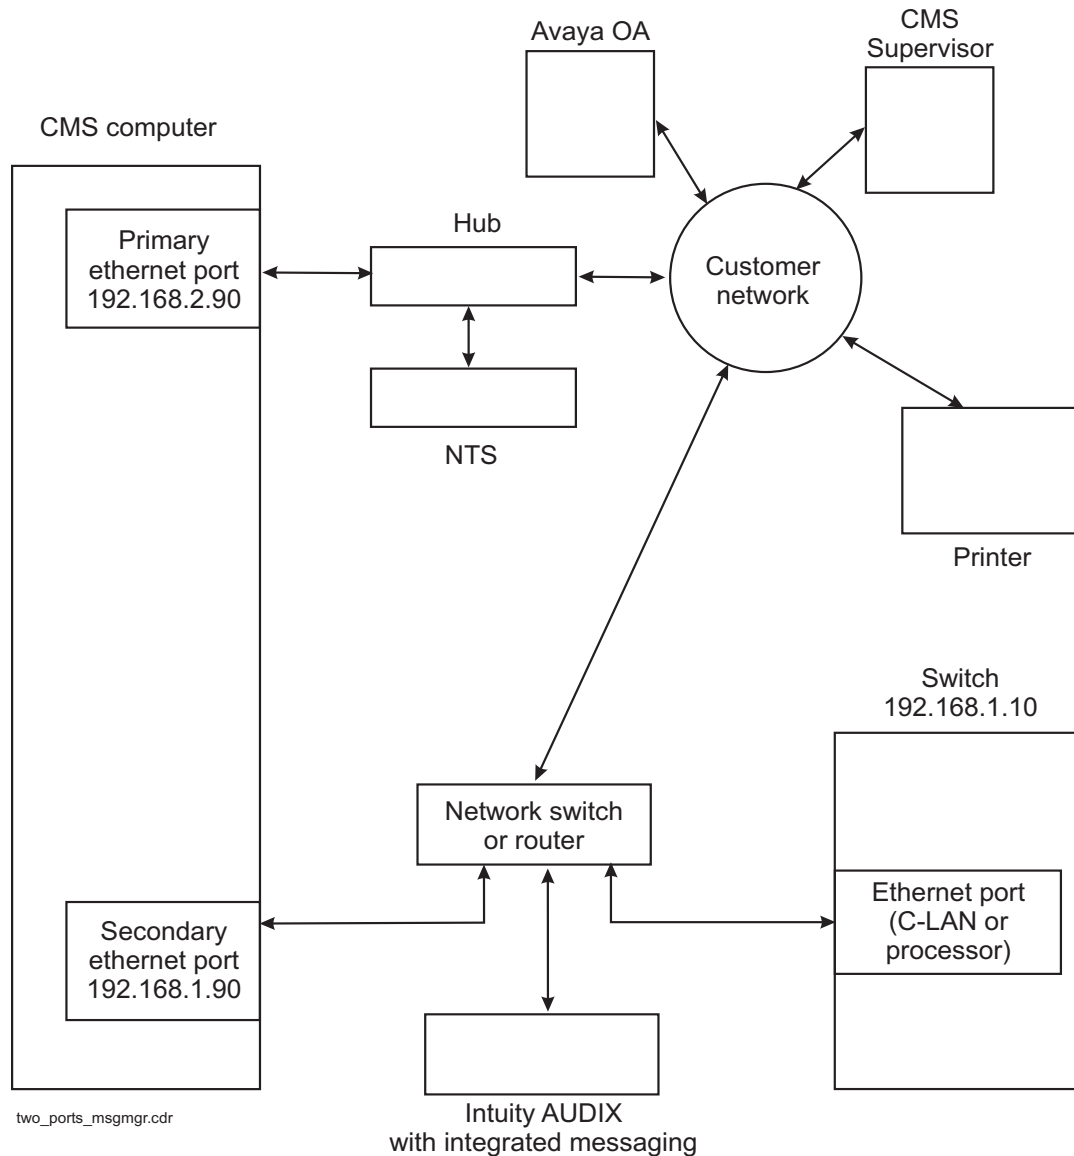 Avaya OA
CMS
Supervisor
CMS computer
Primary
ethernet port
192.168.2.90
Hub
Customer
network
NTS
Printer
Switch
192.168.1.10
Network switch
or router
Ethernet port
(C-LAN or
processor)
Secondary
ethernet port
192.168.1.90
Intuity AUDIX
with integrated messaging
two_ports_msgmgr.cdr